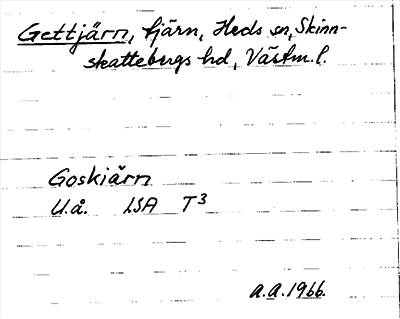 Gettjärn, tjärn, Heds sn, Skinn-
skattebergs hd, Västm.l.
Goskiärn
U.å. LSA T3
A.A. 1966.